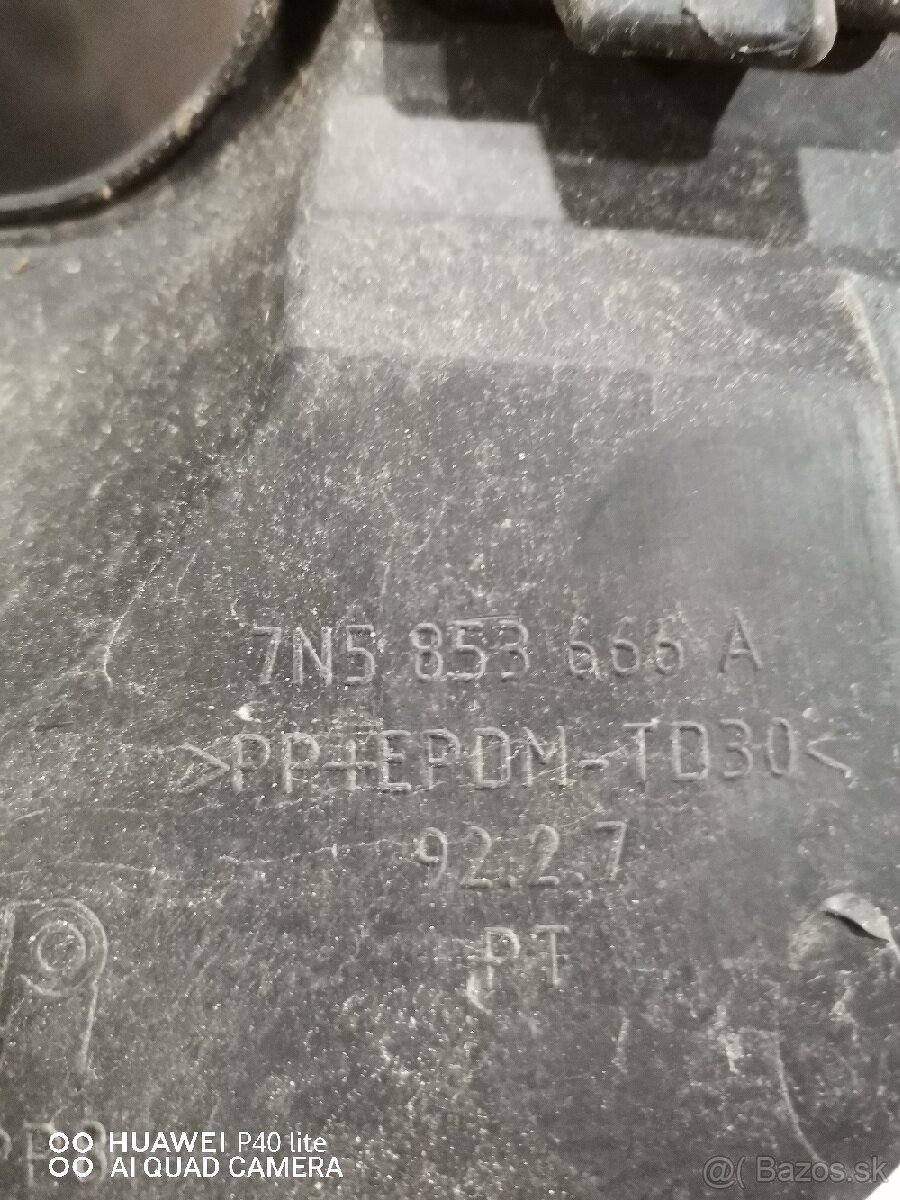 7N5 853 666 A
>PP+EPDM-TD30<
92.2.7
PT
HUAWEI P40 lite
AI QUAD CAMERA
@( Bazos.sk